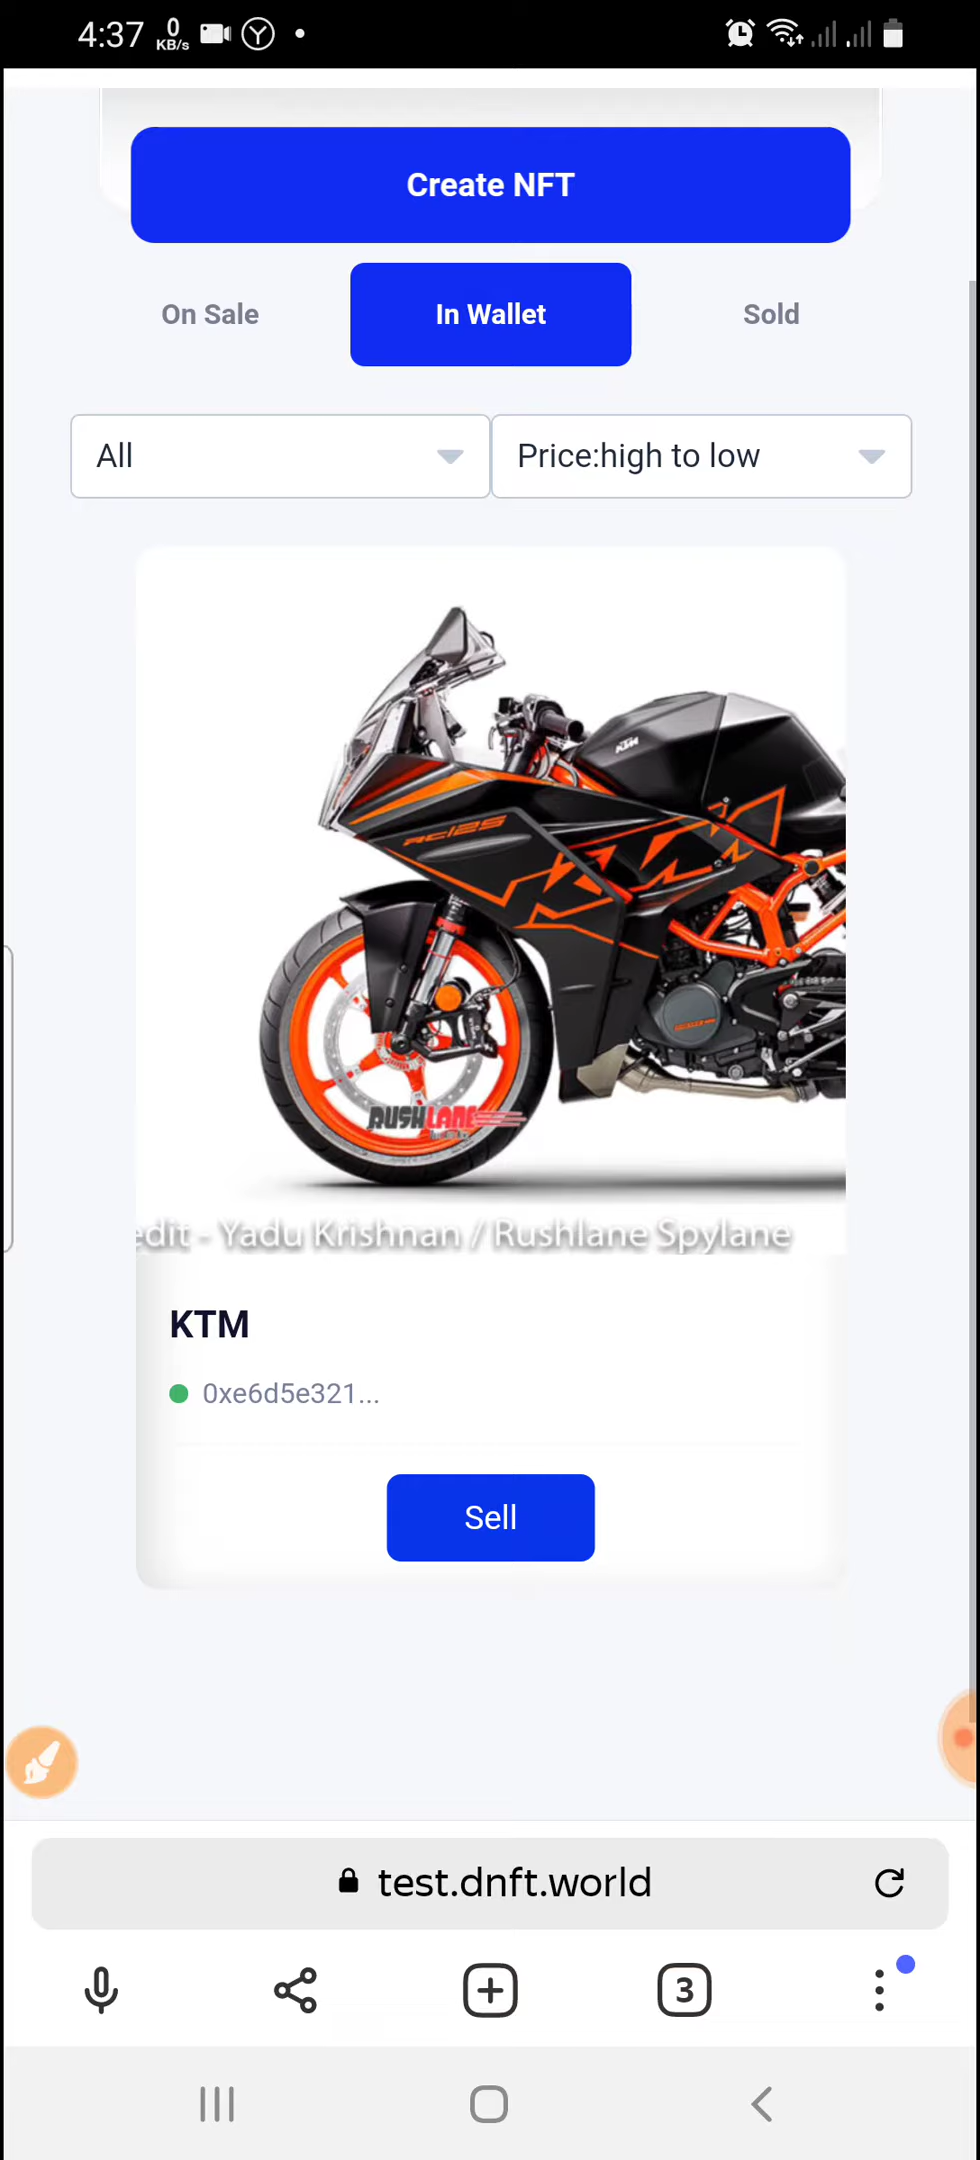 4:37 0 KB/s
Create NFT
On Sale In Wallet Sold
All Price:high to low
KTM
RC125
RUSHLANE
edit - Yadu Krishnan / Rushlane Spylane
KTM
0xe6d5e321...
Sell
test.dnft.world
3